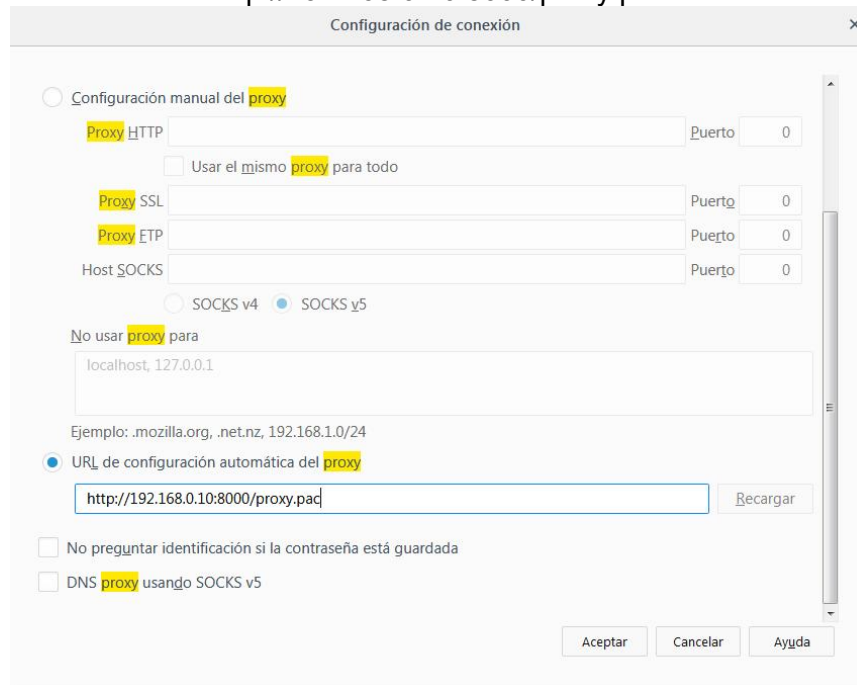 Configuración de conexión
Configuración manual del proxy
Proxy HTTP Puerto 0
Usar el mismo proxy para todo
Proxy SSL Puerto 0
Proxy FTP Puerto 0
Host SOCKS Puerto 0
SOCKS v4 SOCKS v5
No usar proxy para
localhost, 127.0.0.1
Ejemplo: .mozilla.org, .net.nz, 192.168.1.0/24
URL de configuración automática del proxy
http://192.168.0.10:8000/proxy.pac Recargar
No preguntar identificación si la contraseña está guardada
DNS proxy usando SOCKS v5
Aceptar Cancelar Ayuda